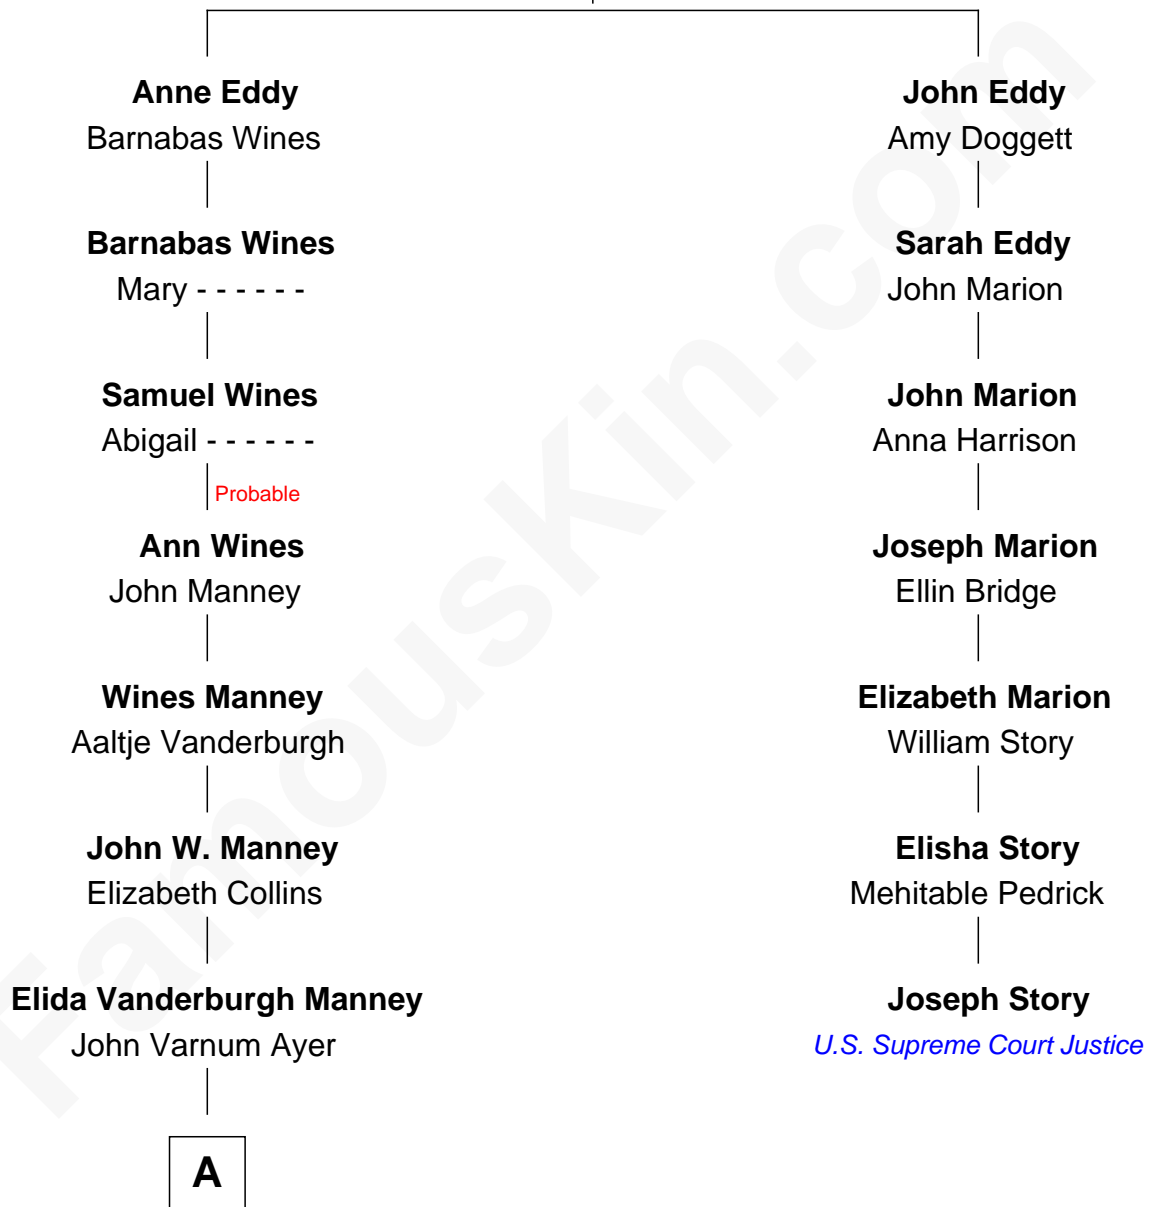 Anne Eddy
Barnabas Wines
Barnabas Wines
Mary - - - - - -
Samuel Wines
Abigail - - - - - -
Probable
Ann Wines
John Manney
Wines Manney
Aaltje Vanderburgh
John W. Manney
Elizabeth Collins
Elida Vanderburgh Manney
John Varnum Ayer
A
John Eddy
Amy Doggett
Sarah Eddy
John Marion
John Marion
Anna Harrison
Joseph Marion
Ellin Bridge
Elizabeth Marion
William Story
Elisha Story
Mehitable Pedrick
Joseph Story
U.S. Supreme Court Justice
FamousKin.com